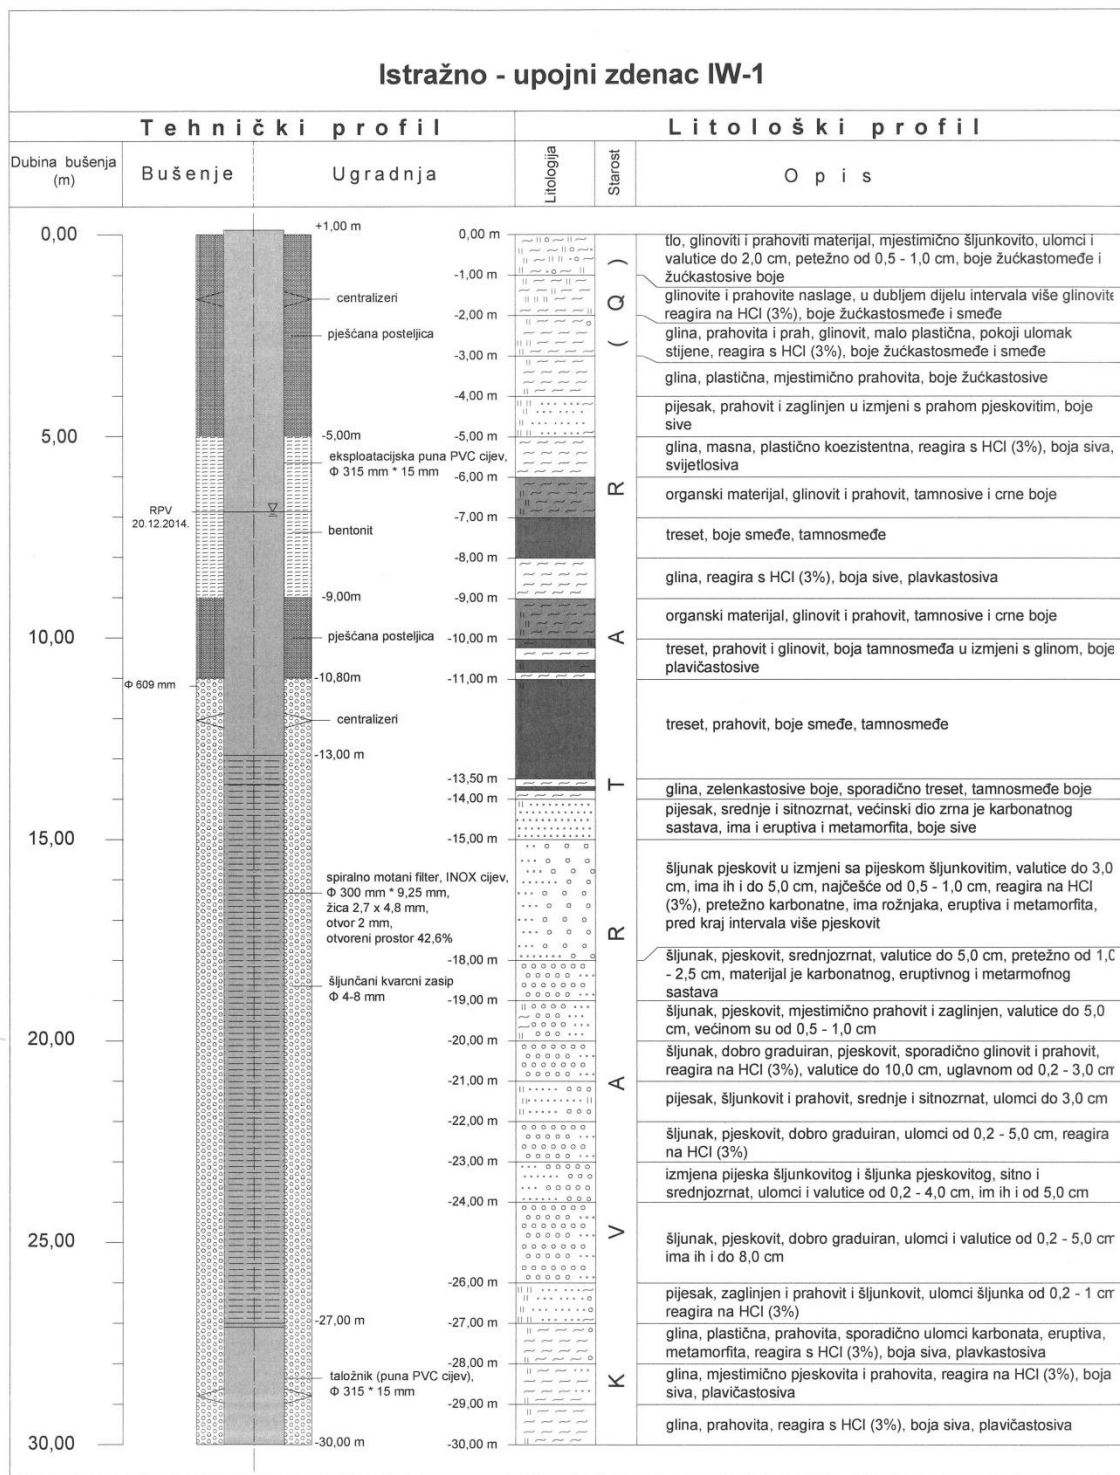 Istražno - upojni zdenac IW-1
Tehnički profil
Litološki profil
Dubina bušenja
(m)
Bušenje
Ugradnja
Litologija
Starost
Opis
0,00
5,00
10,00
15,00
20,00
25,00
30,00
+1,00 m
centralizeri
pješčana posteljica
-5,00m
eksploatacijska puna PVC cijev,
Φ 315 mm * 15 mm
RPV
20.12.2014.
bentonit
-9,00m
pješčana posteljica
-10,80m
Φ 609 mm
centralizeri
-13,00 m
spiralno motani filter, INOX cijev,
Φ 300 mm * 9,25 mm,
žica 2,7 x 4,8 mm,
otvor 2 mm,
otvoreni prostor 42,6%
šljunčani kvarcni zasip
Φ 4-8 mm
-27,00 m
taložnik (puna PVC cijev),
Φ 315 * 15 mm
-30,00 m
0,00 m
-1,00 m
-2,00 m
-3,00 m
-4,00 m
-5,00 m
-6,00 m
-7,00 m
-8,00 m
-9,00 m
-10,00 m
-11,00 m
-13,50 m
-14,00 m
-15,00 m
-18,00 m
-19,00 m
-20,00 m
-21,00 m
-22,00 m
-23,00 m
-24,00 m
-26,00 m
-27,00 m
-28,00 m
-29,00 m
-30,00 m
KVARTAR (Q)
tlo, glinoviti i prahoviti materijal, mjestimično šljunkovito, ulomci i
valutice do 2,0 cm, petežno od 0,5 - 1,0 cm, boje žućkastomeđe i
žućkastosive boje
glinovite i prahovite naslage, u dubljem dijelu intervala više glinovite
reagira na HCl (3%), boje žućkastosmeđe i smeđe
glina, prahovita i prah, glinovit, malo plastična, pokoji ulomak
stijene, reagira s HCl (3%), boje žućkastosmeđe i smeđe
glina, plastična, mjestimično prahovita, boje žućkastosive
pijesak, prahovit i zaglinjen u izmjeni s prahom pjeskovitim, boje
sive
glina, masna, plastično koezistentna, reagira s HCl (3%), boja siva,
svijetlosiva
organski materijal, glinovit i prahovit, tamnosive i crne boje
treset, boje smeđe, tamnosmeđe
glina, reagira s HCl (3%), boja sive, plavkastosiva
organski materijal, glinovit i prahovit, tamnosive i crne boje
treset, prahovit i glinovit, boja tamnosmeđa u izmjeni s glinom, boje
plavičastosive
treset, prahovit, boje smeđe, tamnosmeđe
glina, zelenkastosive boje, sporadično treset, tamnosmeđe boje
pijesak, srednje i sitnozrnat, većinski dio zrna je karbonatnog
sastava, ima i eruptiva i metamorfita, boje sive
šljunak pjeskovit u izmjeni sa pijeskom šljunkovitim, valutice do 3,0
cm, ima ih i do 5,0 cm, najčešće od 0,5 - 1,0 cm, reagira na HCl
(3%), pretežno karbonatne, ima rožnjaka, eruptiva i metamorfita,
pred kraj intervala više pjeskovit
šljunak, pjeskovit, srednjozrnat, valutice do 5,0 cm, pretežno od 1,0
- 2,5 cm, materijal je karbonatnog, eruptivnog i metarmofnog
sastava
šljunak, pjeskovit, mjestimično prahovit i zaglinjen, valutice do 5,0
cm, većinom su od 0,5 - 1,0 cm
šljunak, dobro graduiran, pjeskovit, sporadično glinovit i prahovit,
reagira na HCl (3%), valutice do 10,0 cm, uglavnom od 0,2 - 3,0 cm
pijesak, šljunkovit i prahovit, srednje i sitnozrnat, ulomci do 3,0 cm
šljunak, pjeskovit, dobro graduiran, ulomci od 0,2 - 5,0 cm, reagira
na HCl (3%)
izmjena pijeska šljunkovitog i šljunka pjeskovitog, sitno i
srednjozrnat, ulomci i valutice od 0,2 - 4,0 cm, im ih i od 5,0 cm
šljunak, pjeskovit, dobro graduiran, ulomci i valutice od 0,2 - 5,0 cm
ima ih i do 8,0 cm
pijesak, zaglinjen i prahovit i šljunkovit, ulomci šljunka od 0,2 - 1 cm
reagira na HCl (3%)
glina, plastična, prahovita, sporadično ulomci karbonata, eruptiva,
metamorfita, reagira s HCl (3%), boja siva, plavkastosiva
glina, mjestimično pjeskovita i prahovita, reagira na HCl (3%), boja
siva, plavičastosiva
glina, prahovita, reagira s HCl (3%), boja siva, plavičastosiva